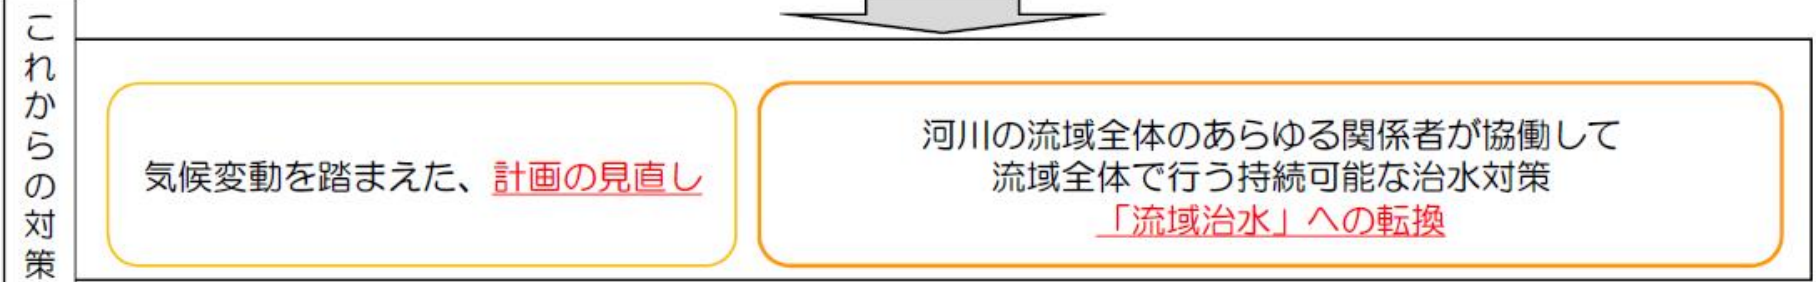 これからの対策
気候変動を踏まえた、計画の見直し
河川の流域全体のあらゆる関係者が協働して
流域全体で行う持続可能な治水対策
「流域治水」への転換